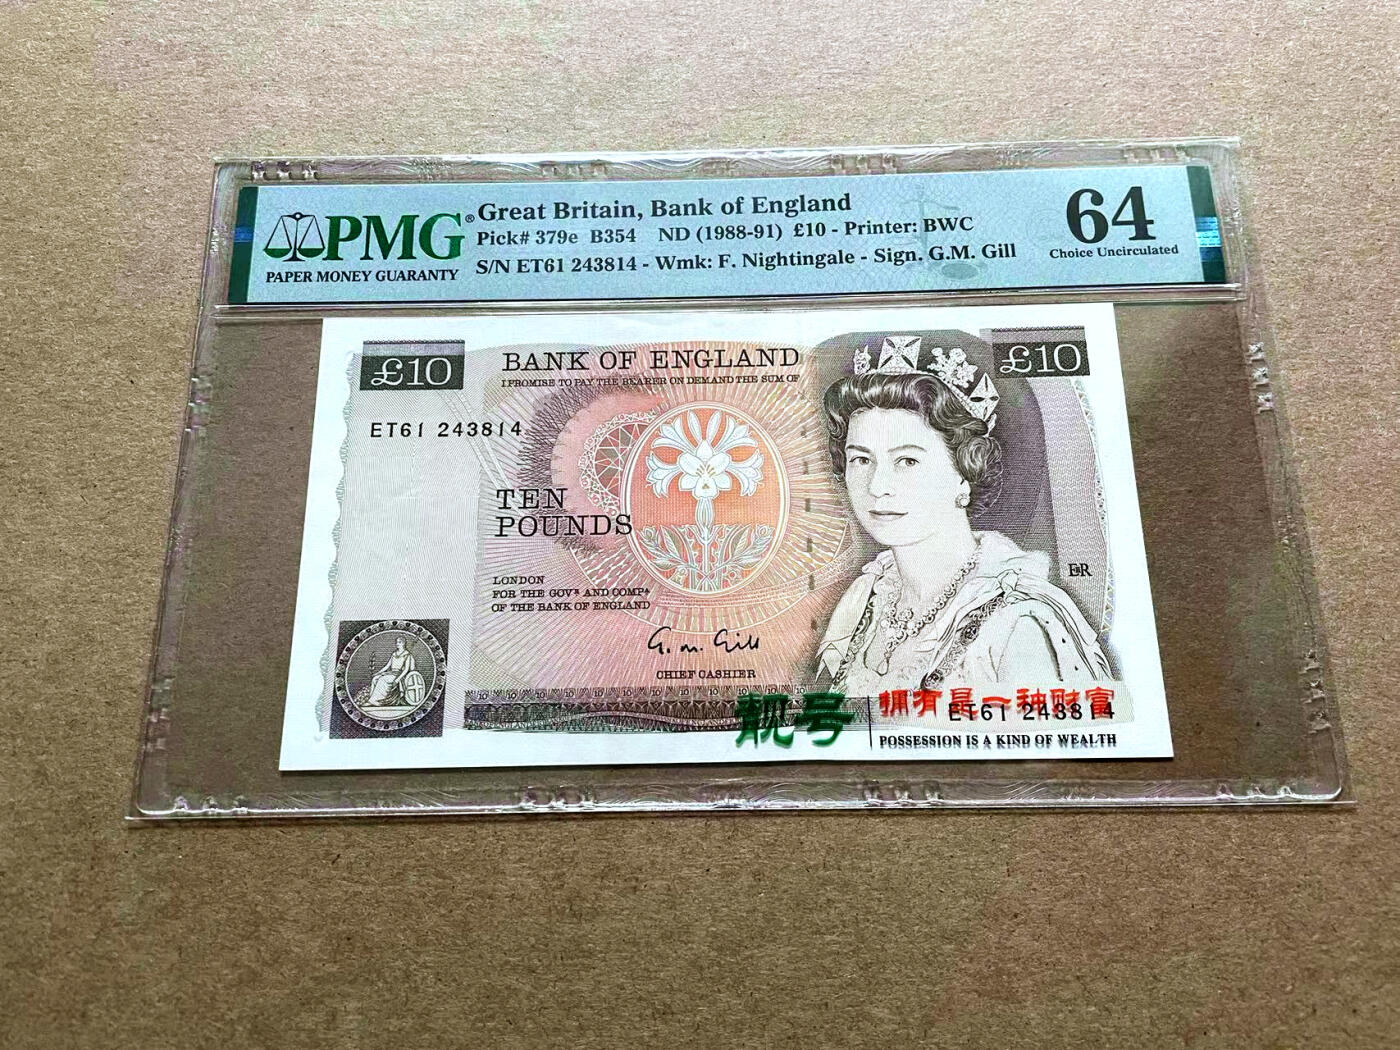 PMG®
PAPER MONEY GUARANTY
Great Britain, Bank of England
Pick# 379e B354 ND (1988-91) £10 - Printer: BWC
S/N ET61 243814 - Wmk: F. Nightingale - Sign. G.M. Gill
64
Choice Uncirculated
£10
BANK OF ENGLAND
£10
I PROMISE TO PAY THE BEARER ON DEMAND THE SUM OF
ET61 243814
TEN
POUNDS
LONDON
FOR THE GOVR AND COMPA
OF THE BANK OF ENGLAND
EIIR
G. M. Gill
CHIEF CASHIER
靓号
拥有是一种财富
ET61 243814
POSSESSION IS A KIND OF WEALTH